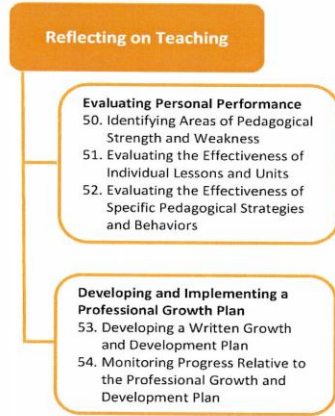 Reflecting on Teaching
Evaluating Personal Performance
50. Identifying Areas of Pedagogical
Strength and Weakness
51. Evaluating the Effectiveness of
Individual Lessons and Units
52. Evaluating the Effectiveness of
Specific Pedagogical Strategies
and Behaviors
Developing and Implementing a
Professional Growth Plan
53. Developing a Written Growth
and Development Plan
54. Monitoring Progress Relative to
the Professional Growth and
Development Plan